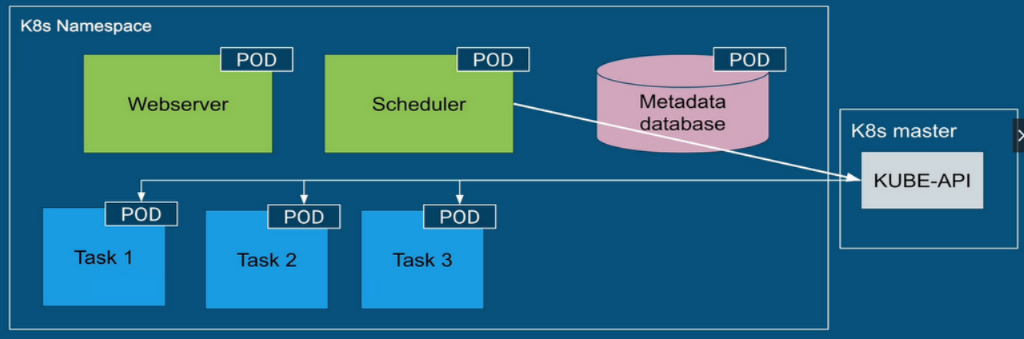 K8s Namespace
POD
POD
POD
Webserver
Scheduler
Metadata
database
K8s master
KUBE-API
POD
POD
POD
Task 1
Task 2
Task 3